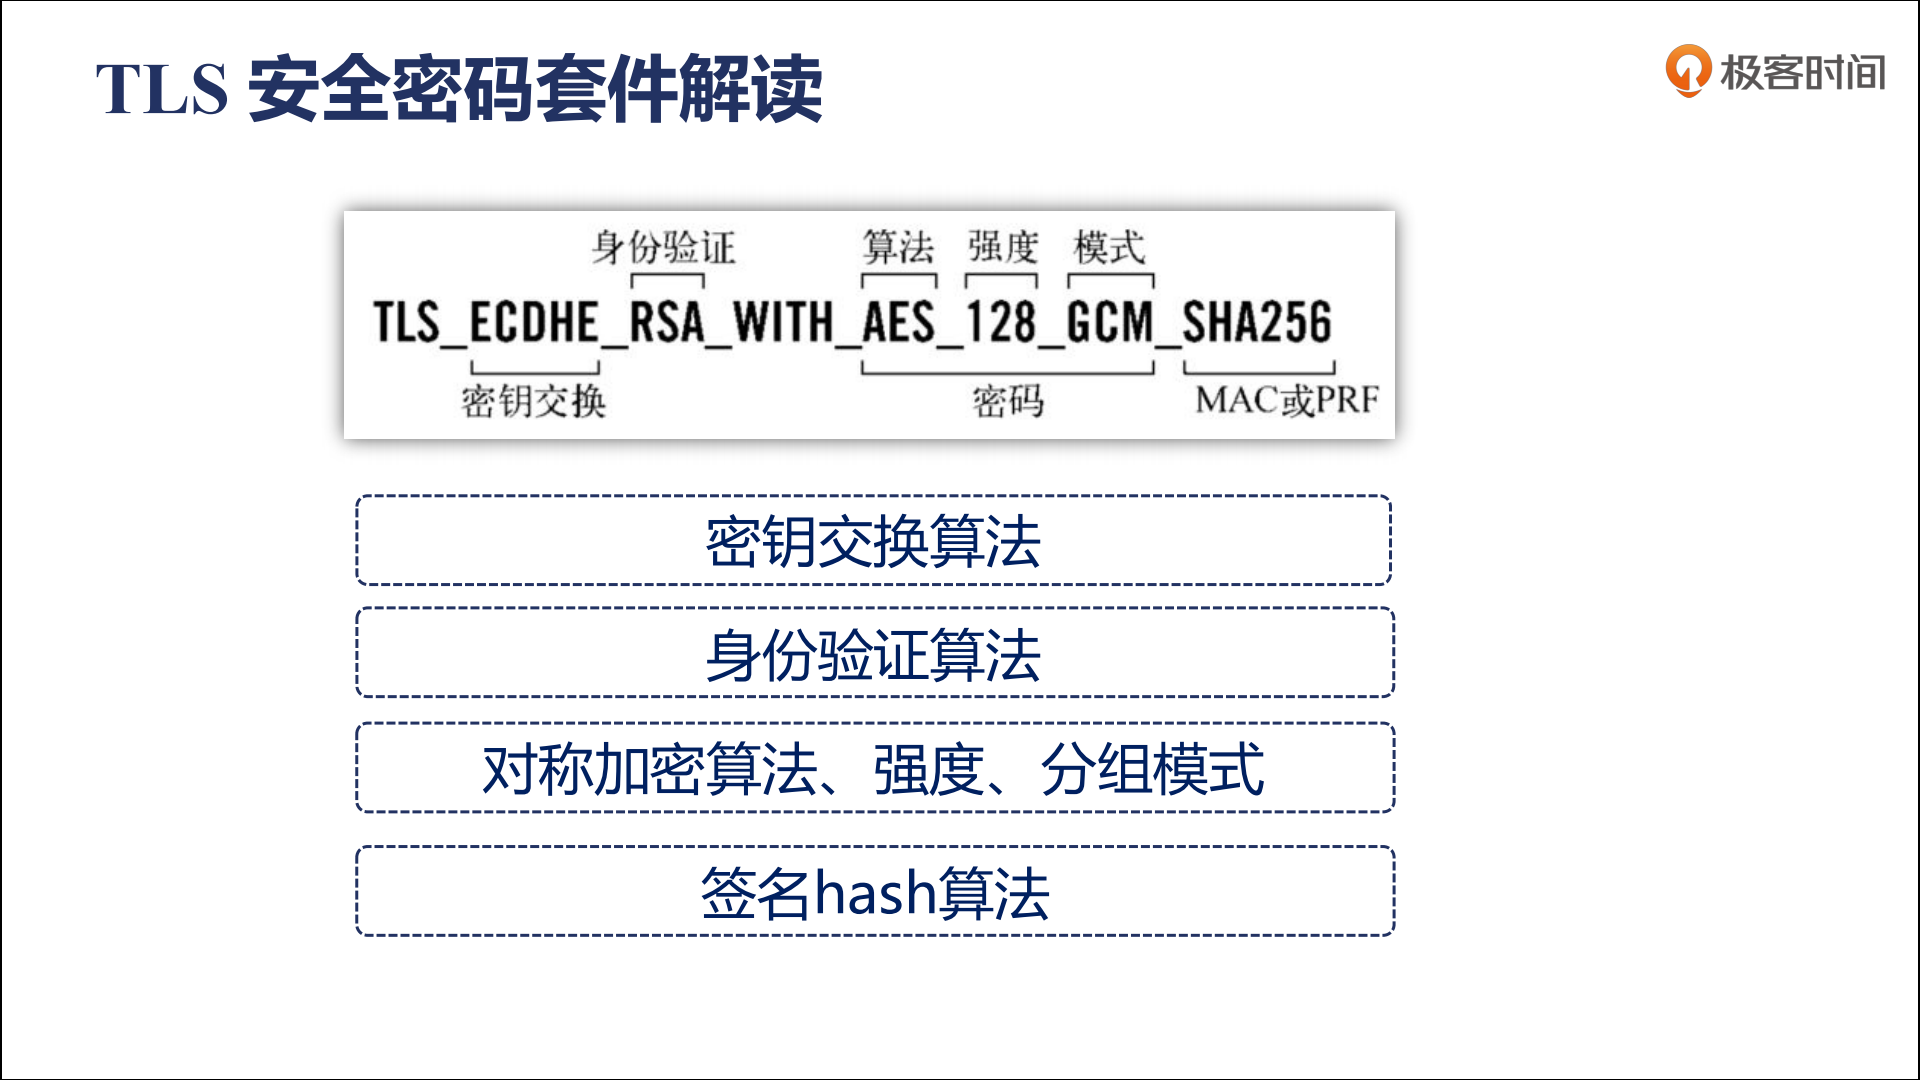 TLS 安全密码套件解读
极客时间
身份验证 算法 强度 模式
TLS_ECDHE_RSA_WITH_AES_128_GCM_SHA256
密钥交换 密码 MAC或PRF
密钥交换算法
身份验证算法
对称加密算法、强度、分组模式
签名hash算法